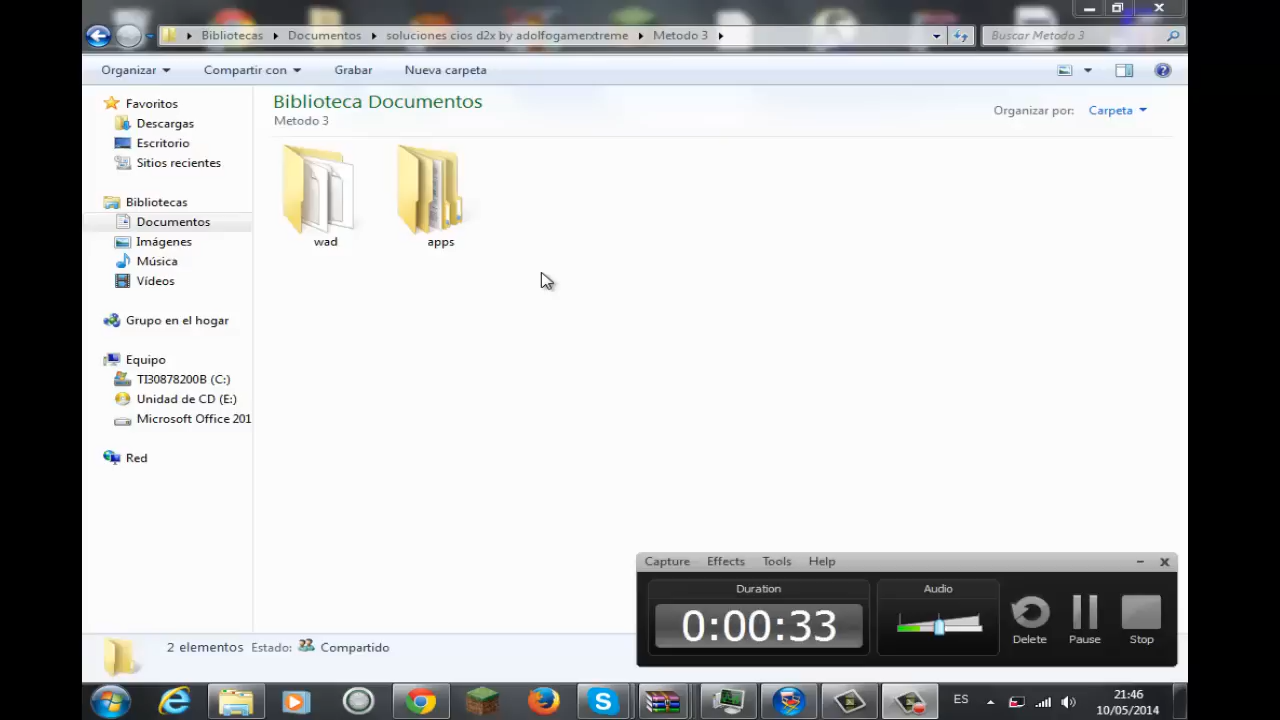 Bibliotecas Documentos soluciones cios d2x by adolfogamerxtreme Metodo 3
Buscar Metodo 3
Organizar Compartir con Grabar Nueva carpeta
Favoritos
Descargas
Escritorio
Sitios recientes
Bibliotecas
Documentos
Imágenes
Música
Vídeos
Grupo en el hogar
Equipo
TI30878200B (C:)
Unidad de CD (E:)
Microsoft Office 201
Red
Biblioteca Documentos
Metodo 3
Organizar por: Carpeta
wad
apps
2 elementos Estado: Compartido
Capture Effects Tools Help
Duration
0:00:33
Audio
Delete
Pause
Stop
ES
21:46
10/05/2014